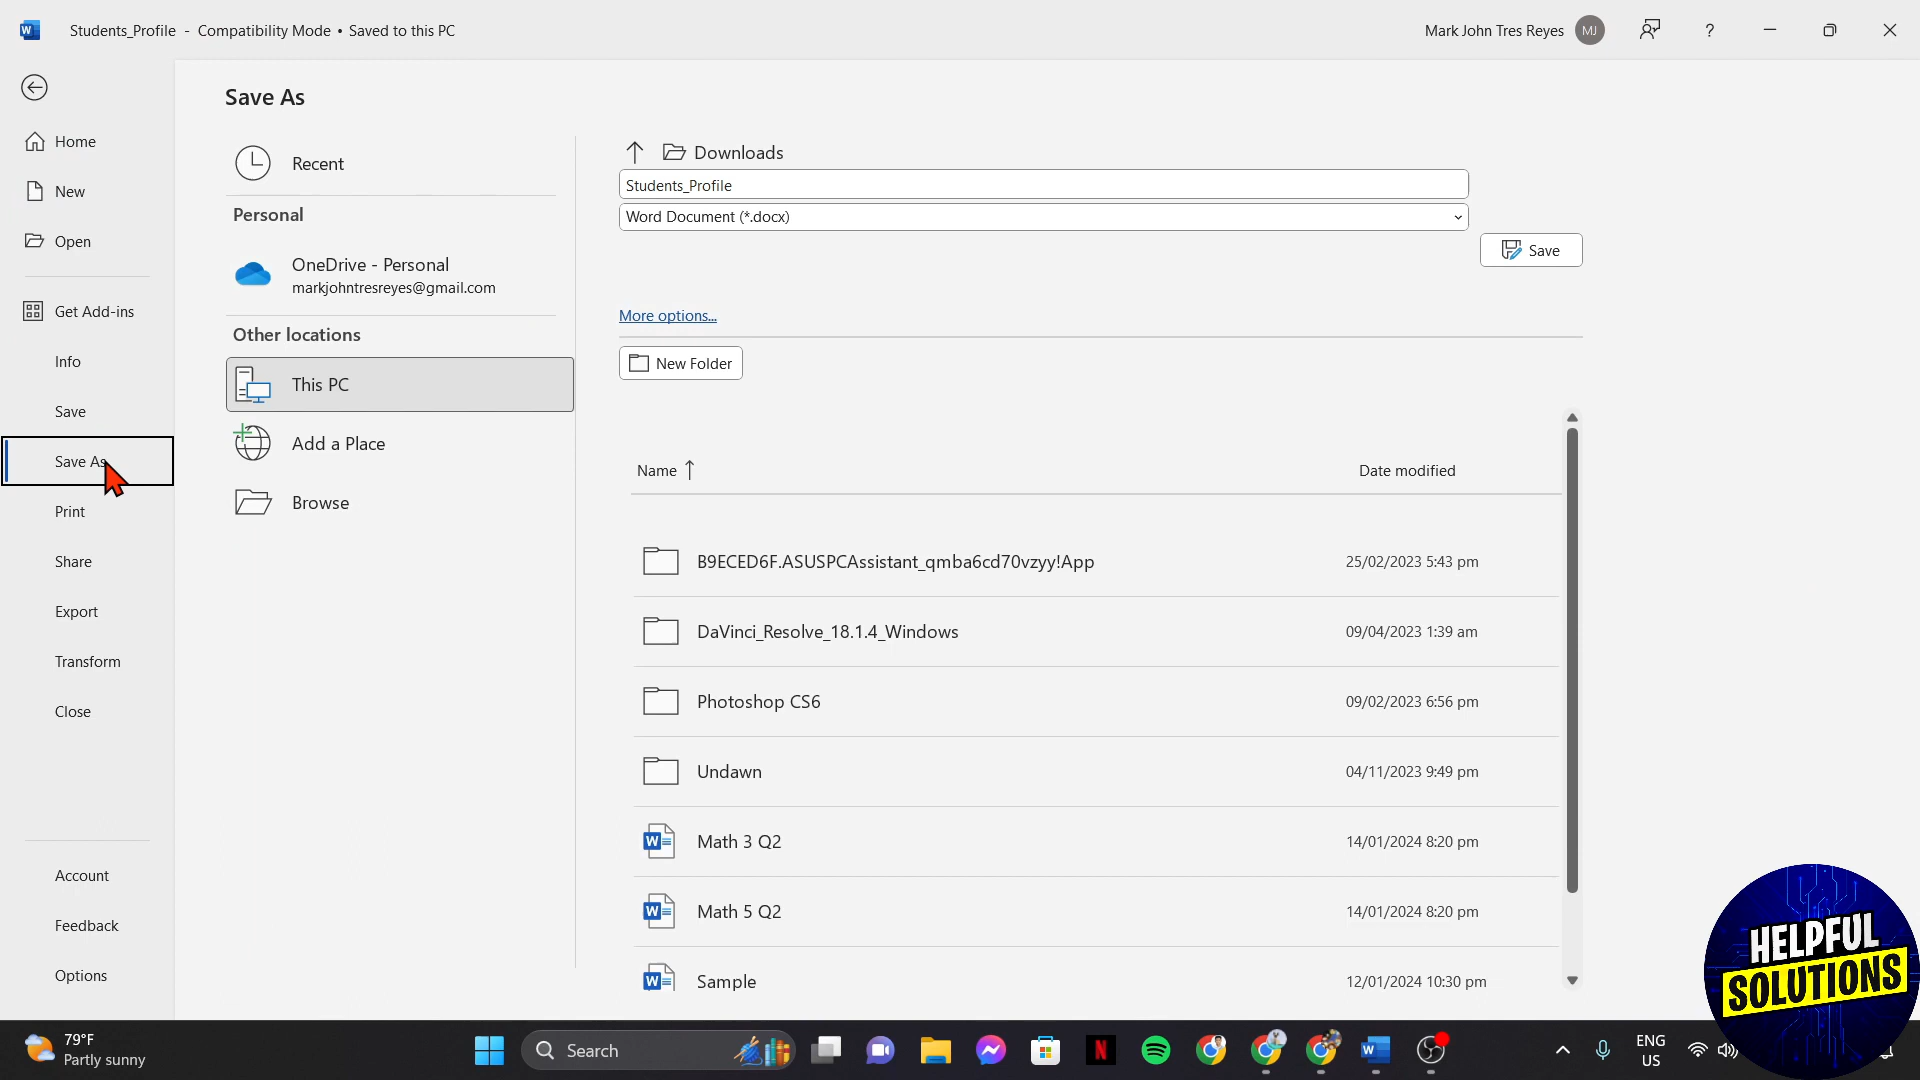 Students_Profile - Compatibility Mode • Saved to this PC
Mark John Tres Reyes MJ ?
Save As
Home
New
Open
Get Add-ins
Info
Save
Save As
Print
Share
Export
Transform
Close
Account
Feedback
Options
Recent
Personal
OneDrive - Personal
markjohntresreyes@gmail.com
Other locations
This PC
Add a Place
Browse
Downloads
Students_Profile
Word Document (*.docx)
Save
More options...
New Folder
Name ↑ Date modified
B9ECED6F.ASUSPCAssistant_qmba6cd70vzyy!App 25/02/2023 5:43 pm
DaVinci_Resolve_18.1.4_Windows 09/04/2023 1:39 am
Photoshop CS6 09/02/2023 6:56 pm
Undawn 04/11/2023 9:49 pm
Math 3 Q2 14/01/2024 8:20 pm
Math 5 Q2 14/01/2024 8:20 pm
Sample 12/01/2024 10:30 pm
HELPFUL
SOLUTIONS
79°F
Partly sunny
Search
ENG
US